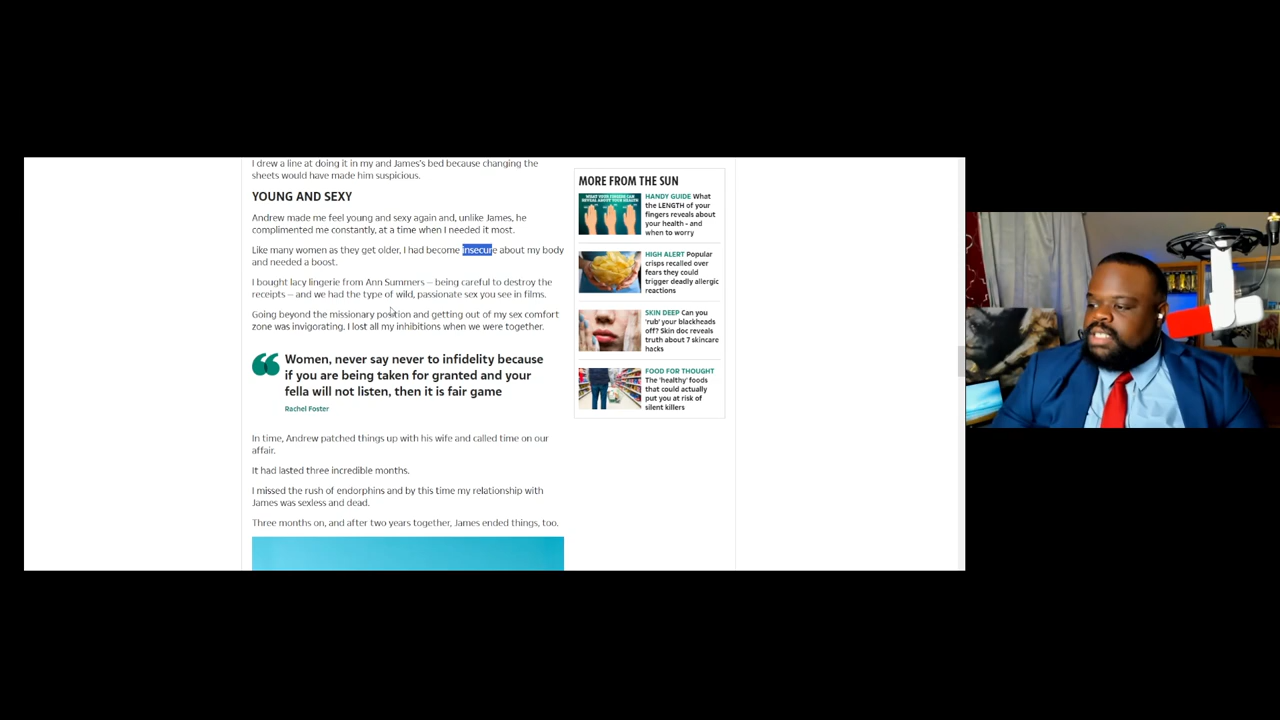 I drew a line at doing it in my and James's bed because changing the
sheets would have made him suspicious.
YOUNG AND SEXY
Andrew made me feel young and sexy again and, unlike James, he
complimented me constantly, at a time when I needed it most.
Like many women as they get older, I had become insecure about my body
and needed a boost.
I bought lacy lingerie from Ann Summers – being careful to destroy the
receipts – and we had the type of wild, passionate sex you see in films.
Going beyond the missionary position and getting out of my sex comfort
zone was invigorating. I lost all my inhibitions when we were together.
Women, never say never to infidelity because
if you are being taken for granted and your
fella will not listen, then it is fair game
Rachel Foster
In time, Andrew patched things up with his wife and called time on our
affair.
It had lasted three incredible months.
I missed the rush of endorphins and by this time my relationship with
James was sexless and dead.
Three months on, and after two years together, James ended things, too.
MORE FROM THE SUN
HANDY GUIDE What
the LENGTH of your
fingers reveals about
your health - and
when to worry
HIGH ALERT Popular
crisps recalled over
fears they could
trigger deadly allergic
reactions
SKIN DEEP Can you
'rub' your blackheads
off? Skin doc reveals
truth about 7 skincare
hacks
FOOD FOR THOUGHT
The 'healthy' foods
that could actually
put you at risk of
silent killers